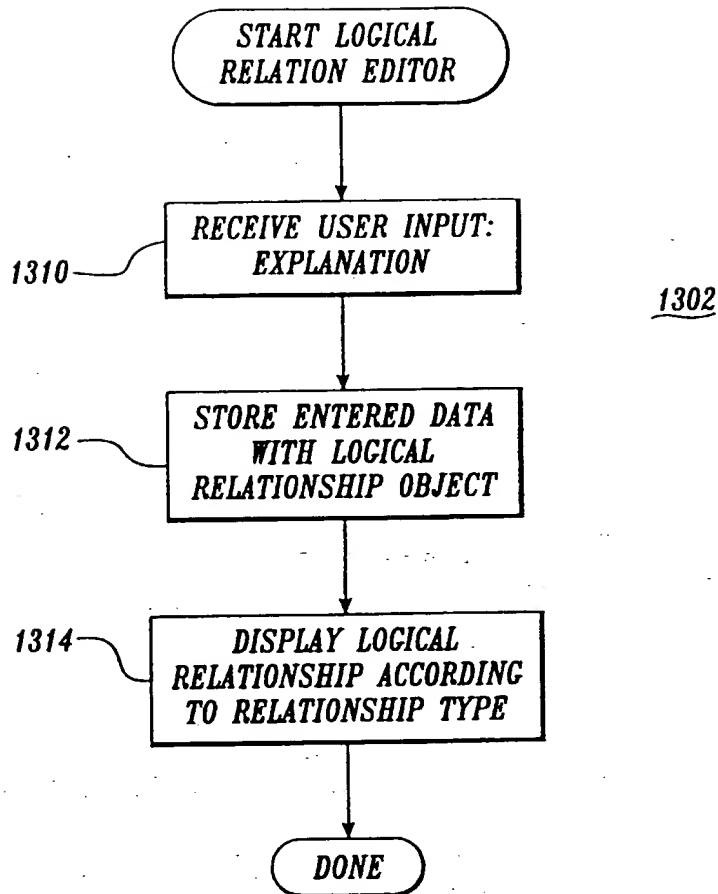 START LOGICAL
RELATION EDITOR
RECEIVE USER INPUT:
EXPLANATION
1310
1302
STORE ENTERED DATA
WITH LOGICAL
RELATIONSHIP OBJECT
1312
DISPLAY LOGICAL
RELATIONSHIP ACCORDING
TO RELATIONSHIP TYPE
1314
DONE